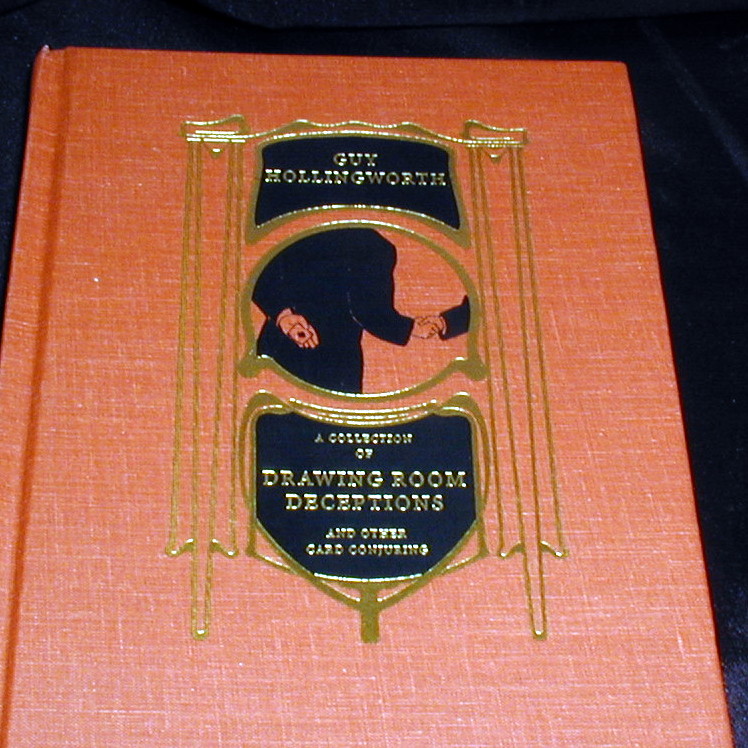 GUY
HOLLINGWORTH
A COLLECTION
OF
DRAWING ROOM
DECEPTIONS
AND OTHER
CARD CONJURING